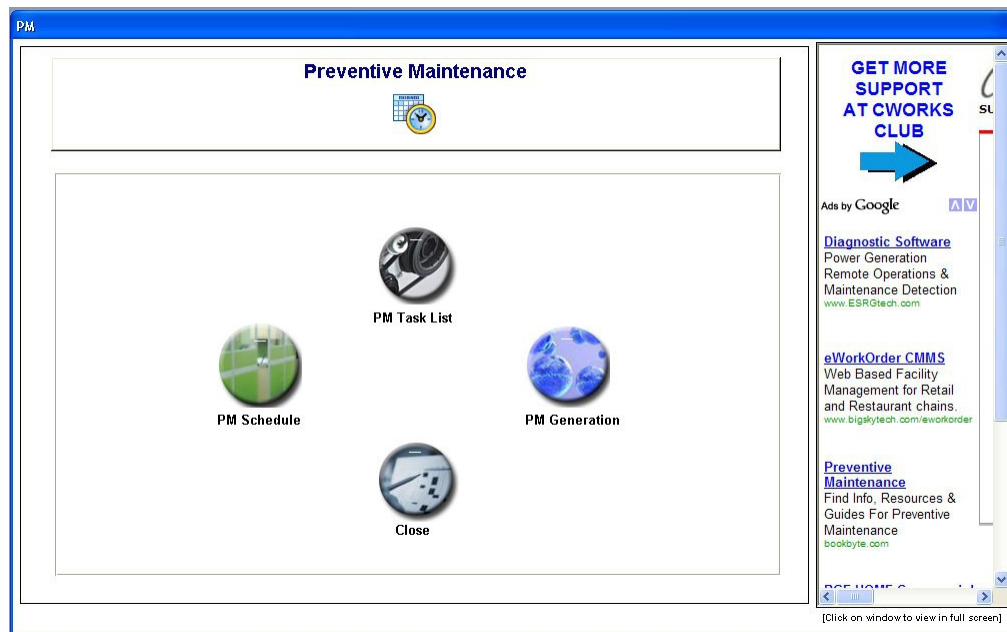 PM
Preventive Maintenance
PM Task List
PM Schedule
PM Generation
Close
GET MORE
SUPPORT
AT CWORKS
CLUB
SU
Ads by Google
Diagnostic Software
Power Generation
Remote Operations &
Maintenance Detection
www.ESRGtech.com
eWorkOrder CMMS
Web Based Facility
Management for Retail
and Restaurant chains.
www.bigskytech.com/eworkorder
Preventive
Maintenance
Find Info, Resources &
Guides For Preventive
Maintenance
bookbyte.com
[Click on window to view in full screen]